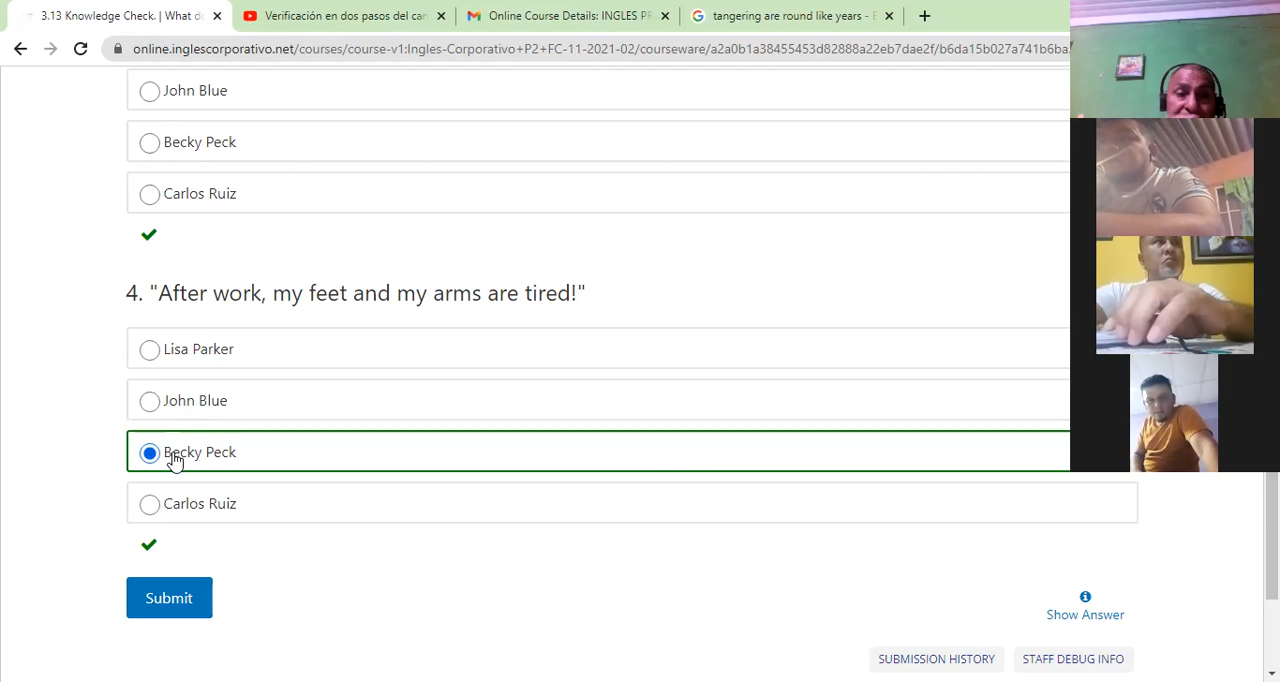 3.13 Knowledge Check. | What do
Verificación en dos pasos del can
Online Course Details: INGLES PR
tangering are round like years - B
online.inglescorporativo.net/courses/course-v1:Ingles-Corporativo+P2+FC-11-2021-02/courseware/a2a0b1a38455453d82888a22eb7dae2f/b6da15b027a741b6ba
John Blue
Becky Peck
Carlos Ruiz
4. "After work, my feet and my arms are tired!"
Lisa Parker
John Blue
Becky Peck
Carlos Ruiz
Submit
Show Answer
SUBMISSION HISTORY
STAFF DEBUG INFO